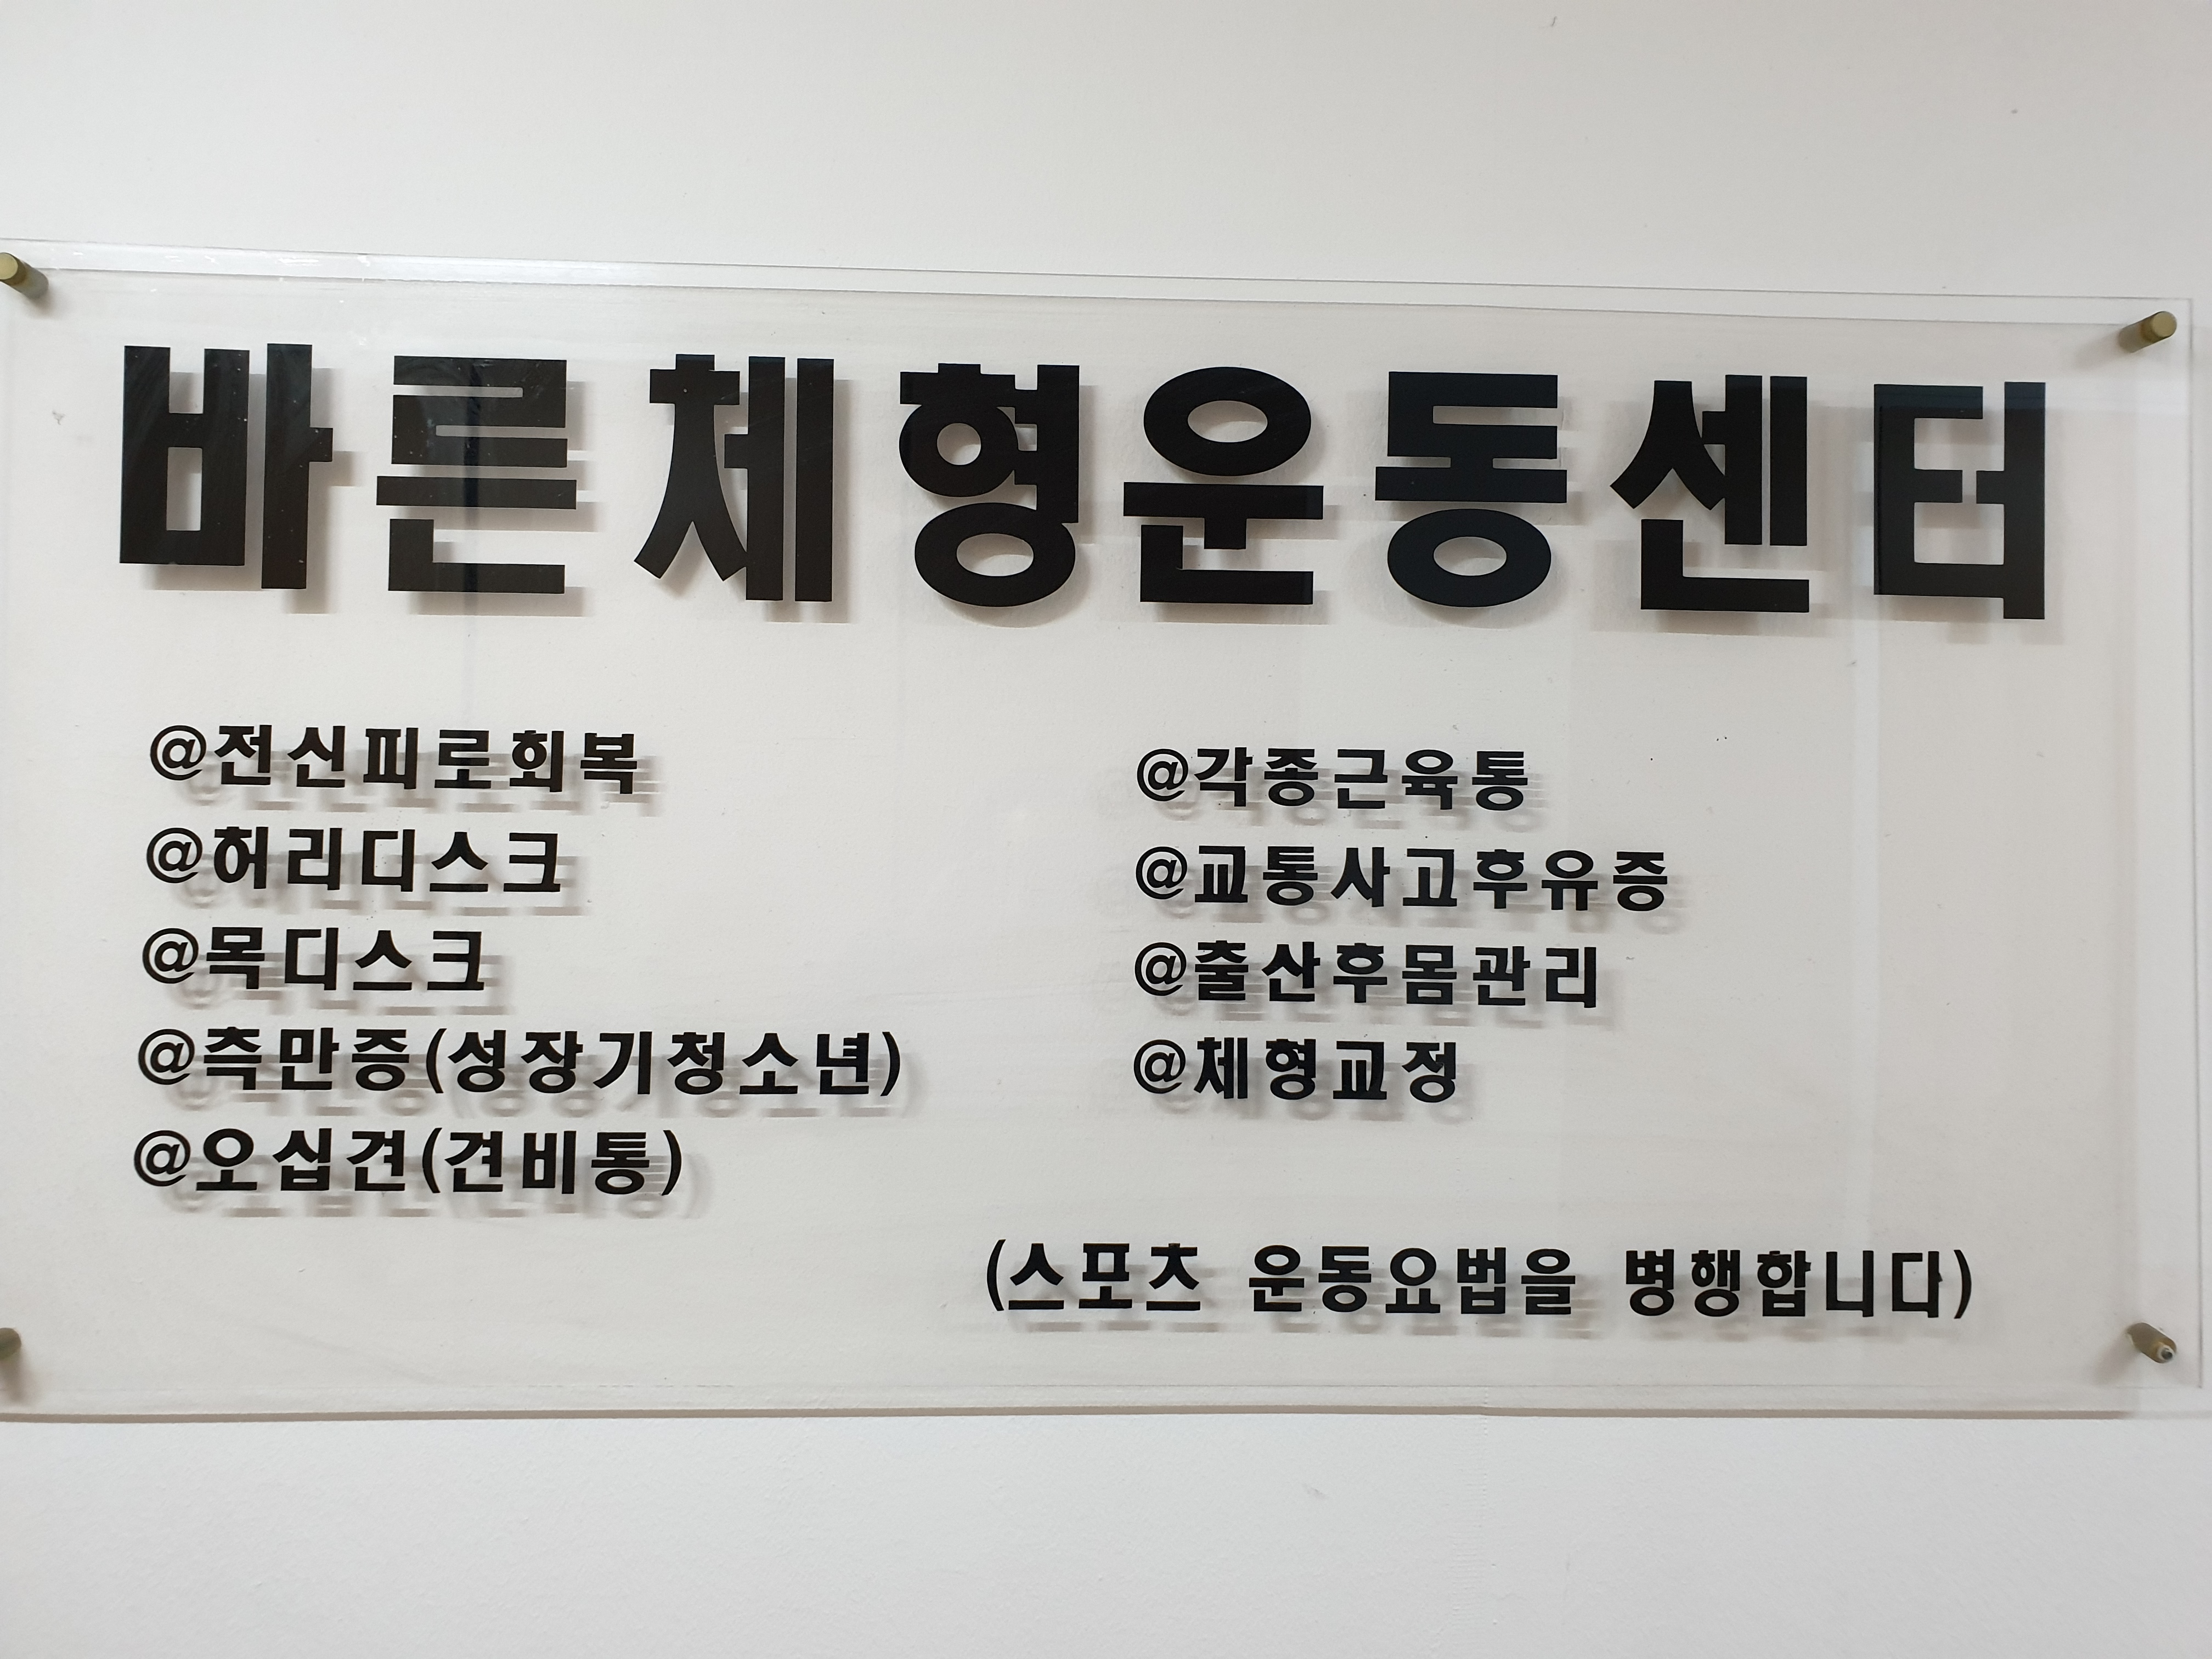 바른체형운동센터
@전신피로회복
@허리디스크
@목디스크
@측만증(성장기청소년)
@오십견(견비통)
@각종근육통
@교통사고후유증
@출산후몸관리
@체형교정
(스포츠 운동요법을 병행합니다)